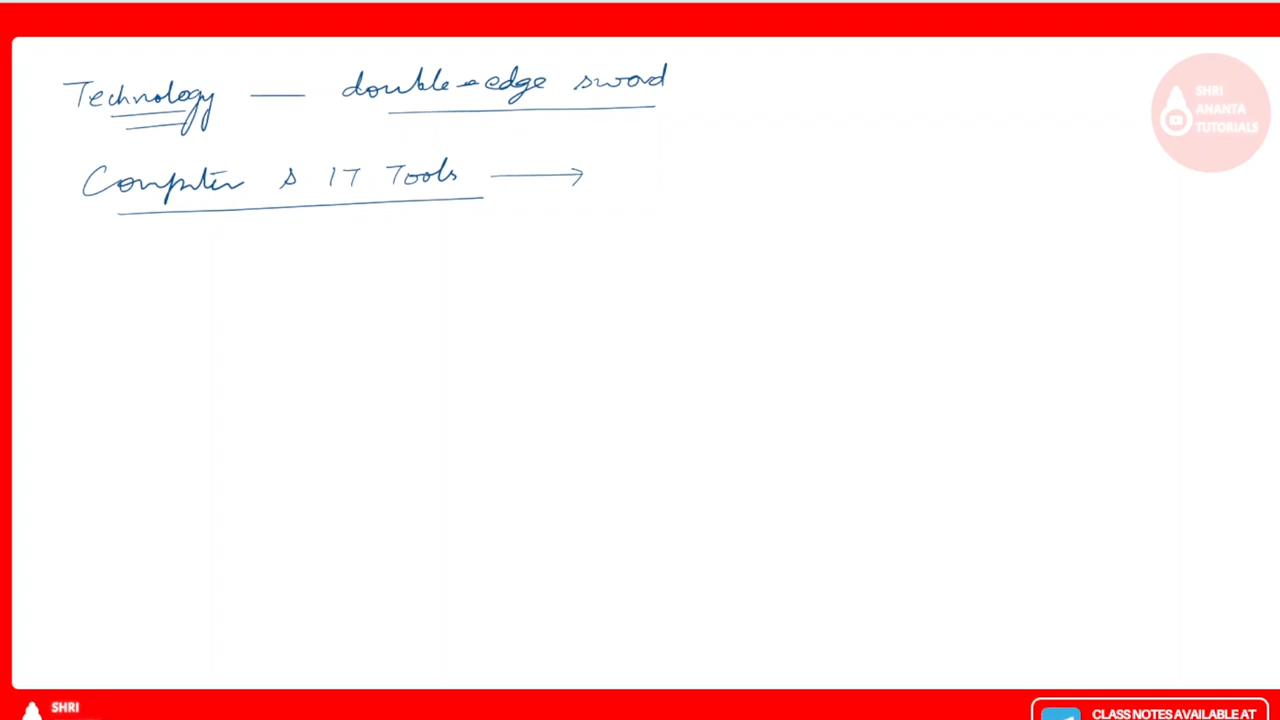 Technology — double-edge sword
Computer & IT Tools →
SHRI
ANANTA
TUTORIALS
SHRI
CLASS NOTES AVAILABLE AT